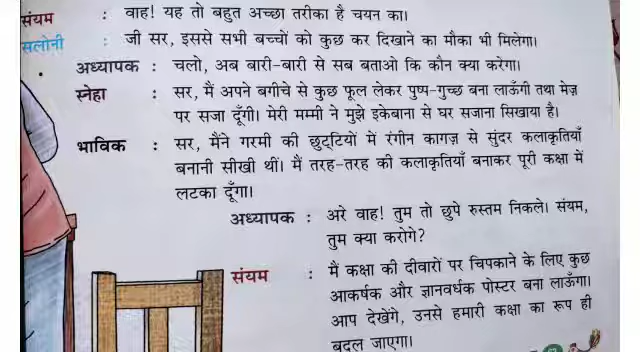 संयम : वाह! यह तो बहुत अच्छा तरीका है चयन का।
सलोनी : जी सर, इससे सभी बच्चों को कुछ कर दिखाने का मौका भी मिलेगा।
अध्यापक : चलो, अब बारी-बारी से सब बताओ कि कौन क्या करेगा।
स्नेहा : सर, मैं अपने बगीचे से कुछ फूल लेकर पुष्प-गुच्छ बना लाऊँगी तथा मेज़
पर सजा दूँगी। मेरी मम्मी ने मुझे इकेबाना से घर सजाना सिखाया है।
भाविक : सर, मैंने गरमी की छुट्टियों में रंगीन कागज़ से सुंदर कलाकृतियाँ
बनानी सीखी थीं। मैं तरह-तरह की कलाकृतियाँ बनाकर पूरी कक्षा में
लटका दूँगा।
अध्यापक : अरे वाह! तुम तो छुपे रुस्तम निकले। संयम,
तुम क्या करोगे?
संयम : मैं कक्षा की दीवारों पर चिपकाने के लिए कुछ
आकर्षक और ज्ञानवर्धक पोस्टर बना लाऊँगा।
आप देखेंगे, उनसे हमारी कक्षा का रूप ही
बदल जाएगा।